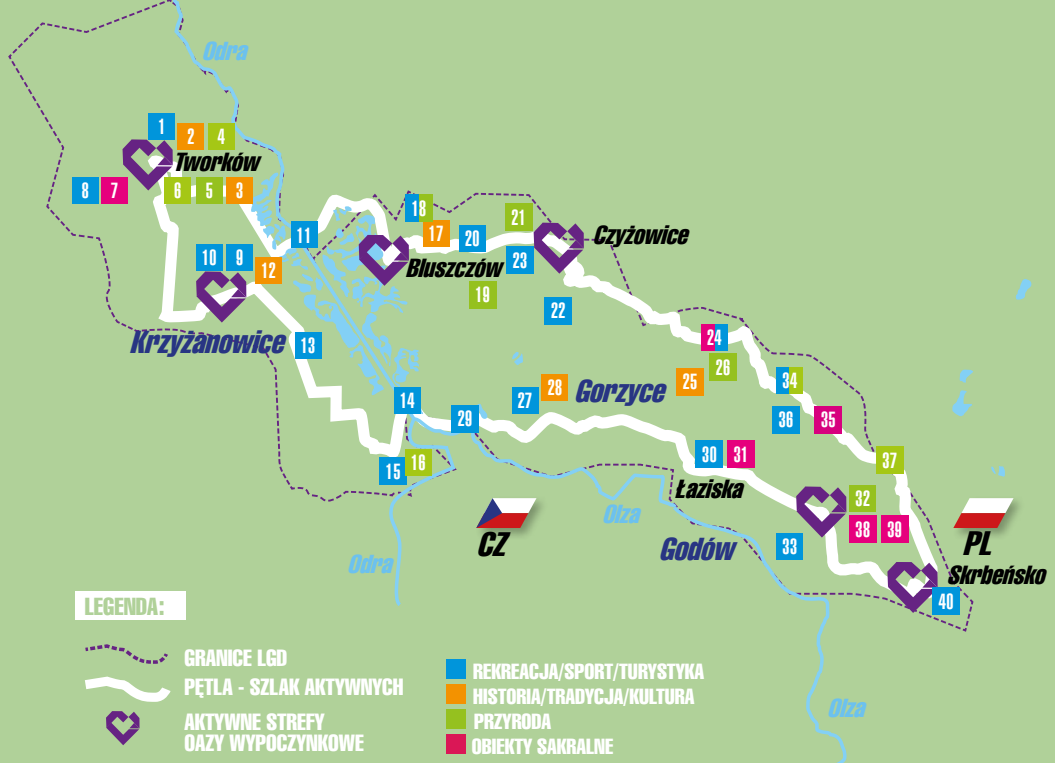 Odra
1
2
4
Tworków
8
7
6
5
3
11
18
17
20
21
Czyżowice
23
10
9
12
Bluszczów
19
22
Krzyżanowice
13
24
26
34
28
Gorzyce
25
27
14
29
36
35
15
16
30
31
37
Łaziska
32
CZ
Olza
38
39
PL
Odra
Godów
33
Skrbeńsko
40
LEGENDA:
GRANICE LGD
PĘTLA - SZLAK AKTYWNYCH
AKTYWNE STREFY
OAZY WYPOCZYNKOWE
REKREACJA/SPORT/TURYSTYKA
HISTORIA/TRADYCJA/KULTURA
PRZYRODA
OBIEKTY SAKRALNE
Olza